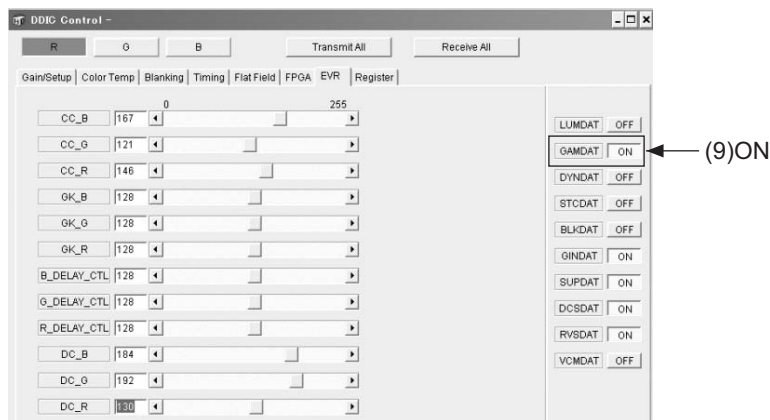 DDIC Control -
R G B Transmit All Receive All
Gain/Setup Color Temp Blanking Timing Flat Field FPGA EVR Register
0 255
CC_B 167
CC_G 121
CC_R 146
GK_B 128
GK_G 128
GK_R 128
B_DELAY_CTL 128
G_DELAY_CTL 128
R_DELAY_CTL 128
DC_B 184
DC_G 192
DC_R 130
LUMDAT OFF
GAMDAT ON
DYNDAT OFF
STCDAT OFF
BLKDAT OFF
GINDAT ON
SUPDAT ON
DCSDAT ON
RVSDAT ON
VCMDAT OFF
(9)ON